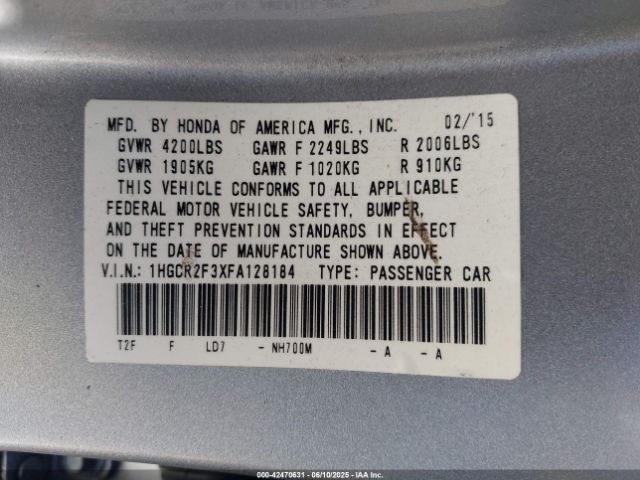 MFD. BY HONDA OF AMERICA MFG., INC. 02/'15
GVWR 4200LBS GAWR F 2249LBS R 2006LBS
GVWR 1905KG GAWR F 1020KG R 910KG
THIS VEHICLE CONFORMS TO ALL APPLICABLE
FEDERAL MOTOR VEHICLE SAFETY, BUMPER,
AND THEFT PREVENTION STANDARDS IN EFFECT
ON THE DATE OF MANUFACTURE SHOWN ABOVE.
V.I.N.: 1HGCR2F3XFA128184 TYPE: PASSENGER CAR
T2F F LD7 - NH700M - A - A
000-42470631 - 06/10/2025 - IAAI.COM